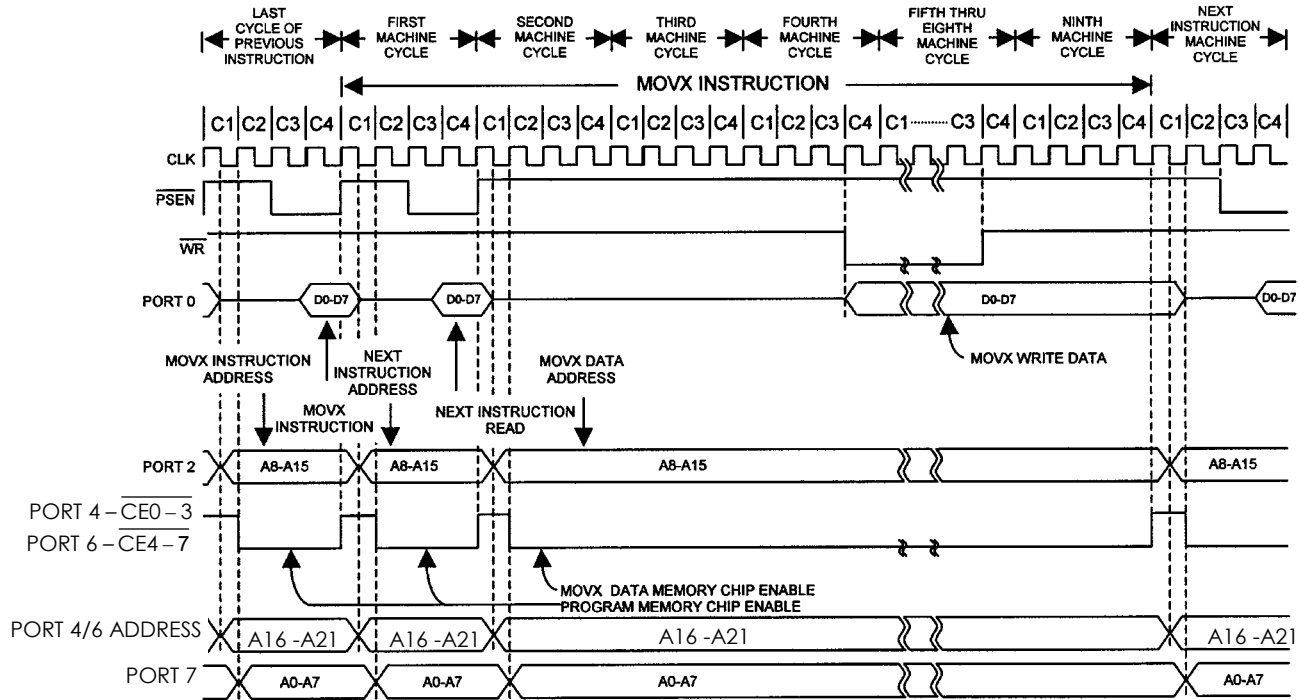 LAST CYCLE OF PREVIOUS INSTRUCTION
FIRST MACHINE CYCLE
SECOND MACHINE CYCLE
THIRD MACHINE CYCLE
FOURTH MACHINE CYCLE
FIFTH THRU EIGHTH MACHINE CYCLE
NINTH MACHINE CYCLE
NEXT INSTRUCTION MACHINE CYCLE
MOVX INSTRUCTION
C1 C2 C3 C4 C1 C2 C3 C4 C1 C2 C3 C4 C1 C2 C3 C4 C1 C2 C3 C4 C1 ········ C3 C4 C1 C2 C3 C4 C1 C2 C3 C4
CLK
PSEN
WR
PORT 0 D0-D7 D0-D7 D0-D7 D0-D7
MOVX INSTRUCTION ADDRESS
NEXT INSTRUCTION ADDRESS
MOVX DATA ADDRESS
MOVX WRITE DATA
MOVX INSTRUCTION
NEXT INSTRUCTION READ
PORT 2 A8-A15 A8-A15 A8-A15 A8-A15
PORT 4 – CE0 – 3
PORT 6 – CE4 – 7
MOVX DATA MEMORY CHIP ENABLE
PROGRAM MEMORY CHIP ENABLE
PORT 4/6 ADDRESS A16 -A21 A16 -A21 A16 -A21 A16 -A21
PORT 7 A0-A7 A0-A7 A0-A7 A0-A7